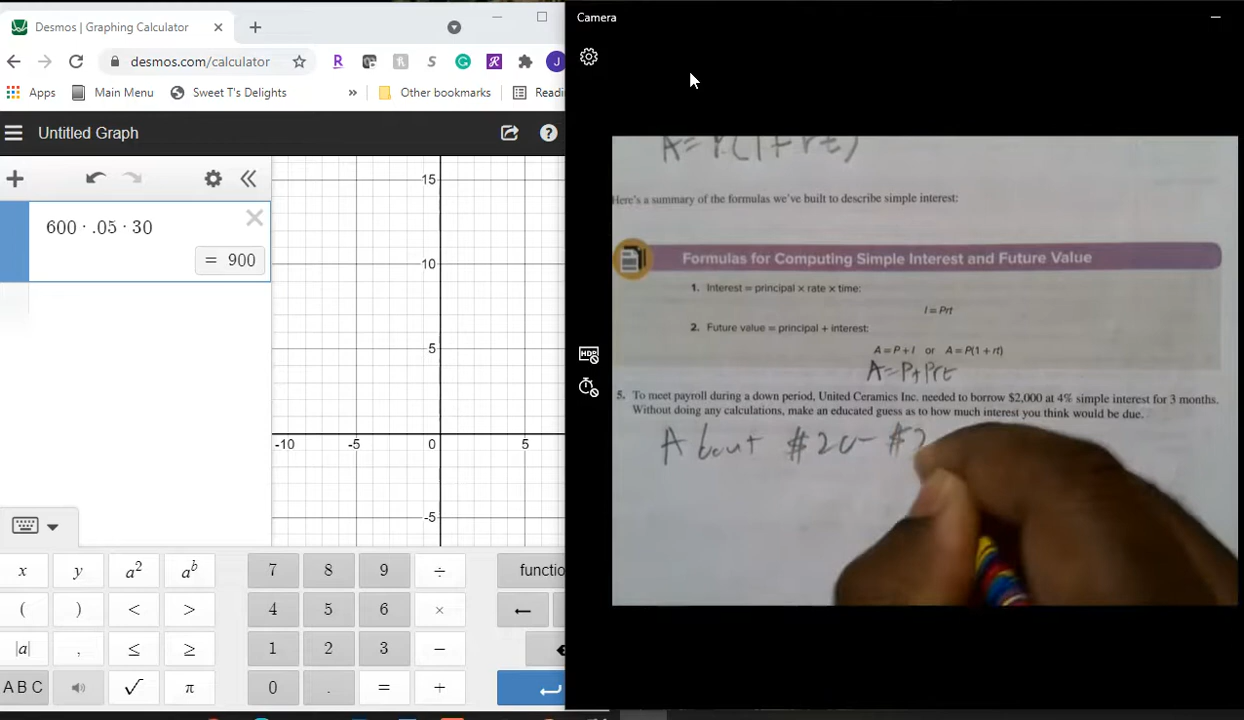 Desmos | Graphing Calculator
Camera
desmos.com/calculator
Apps Main Menu Sweet T's Delights » Other bookmarks Readi
Untitled Graph
600 · .05 · 30
= 900
15
10
5
-10 -5 0 5
-5
x y a² aᵇ 7 8 9 ÷ functio
( ) < > 4 5 6 ×
|a| , ≤ ≥ 1 2 3 −
A B C √ π 0 . = +
A = P(1 + rt)
Here's a summary of the formulas we've built to describe simple interest:
Formulas for Computing Simple Interest and Future Value
1. Interest = principal × rate × time:
I = Prt
2. Future value = principal + interest:
A = P + I or A = P(1 + rt)
A = P + Prt
5. To meet payroll during a down period, United Ceramics Inc. needed to borrow $2,000 at 4% simple interest for 3 months.
Without doing any calculations, make an educated guess as to how much interest you think would be due.
About $20 - $2